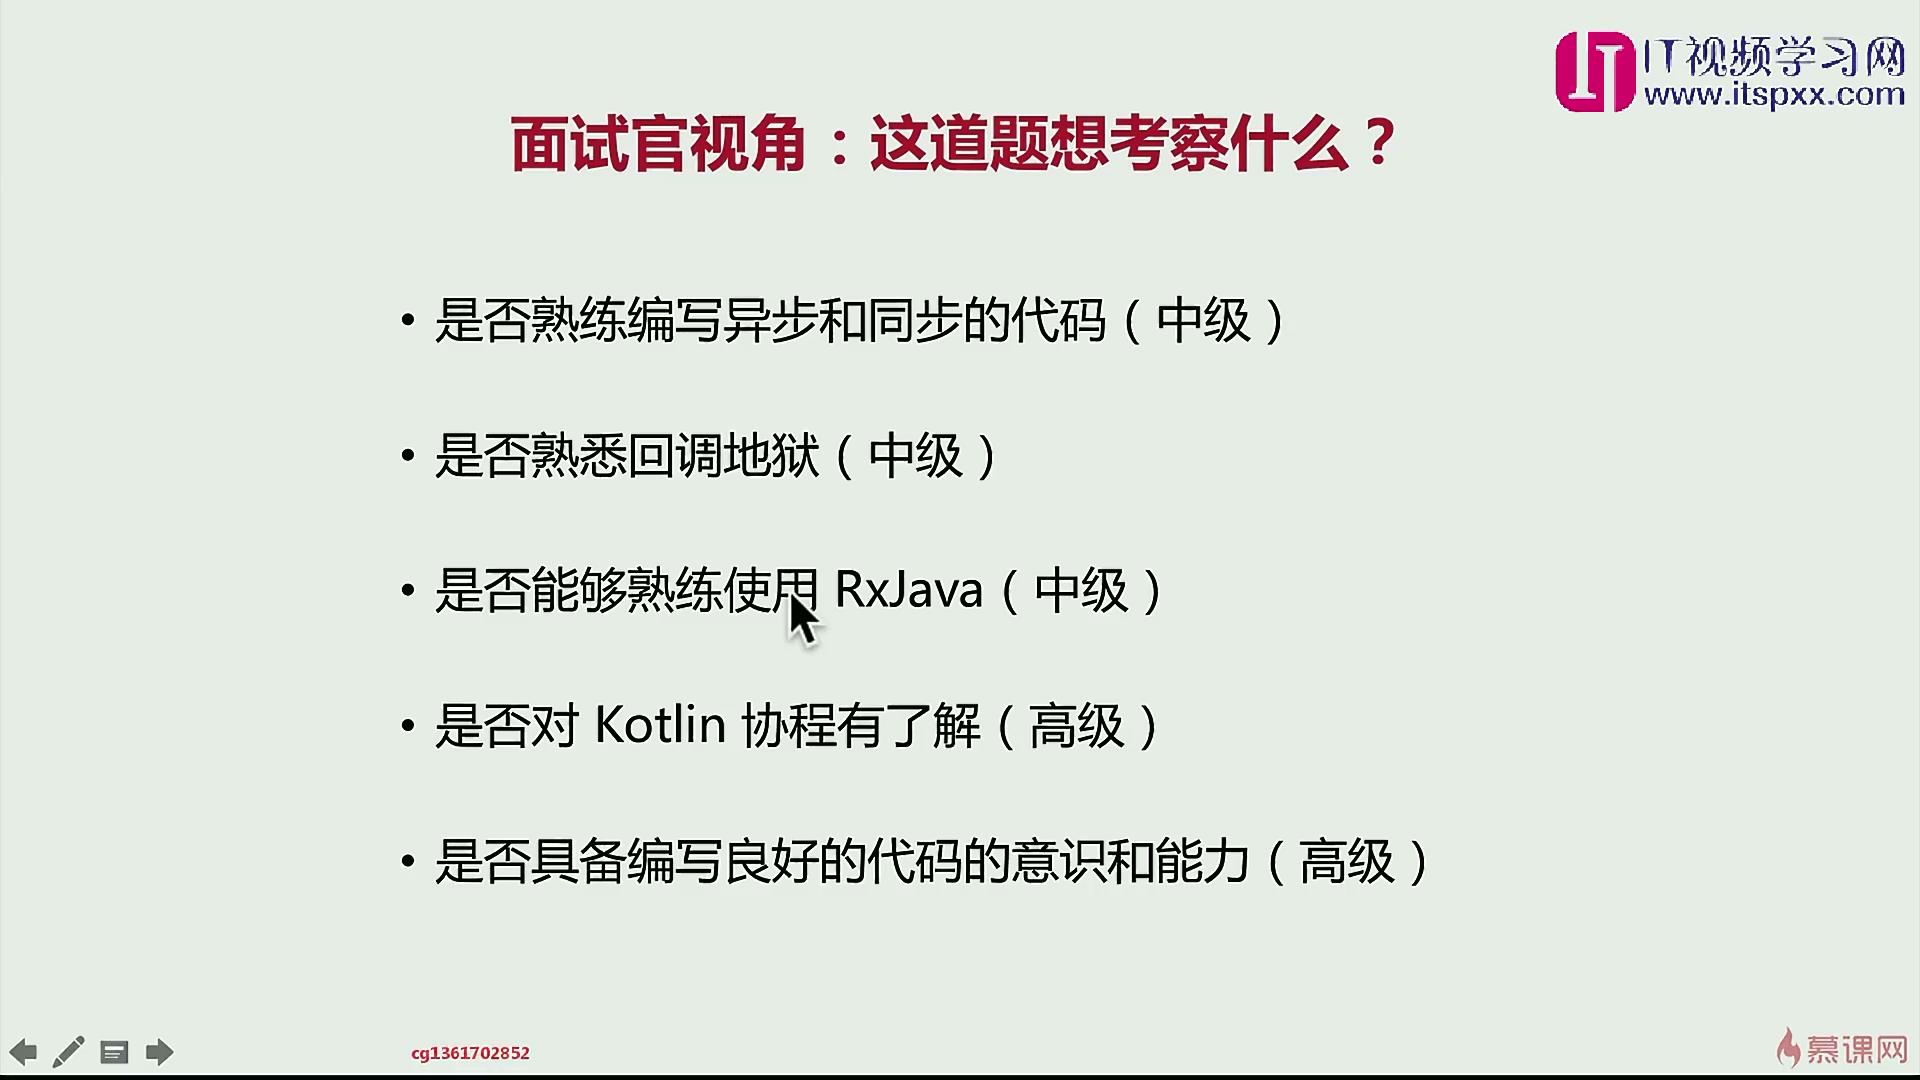 IT视频学习网
www.itspxx.com
面试官视角：这道题想考察什么？
• 是否熟练编写异步和同步的代码（中级）
• 是否熟悉回调地狱（中级）
• 是否能够熟练使用 RxJava（中级）
• 是否对 Kotlin 协程有了解（高级）
• 是否具备编写良好的代码的意识和能力（高级）
cg1361702852
慕课网